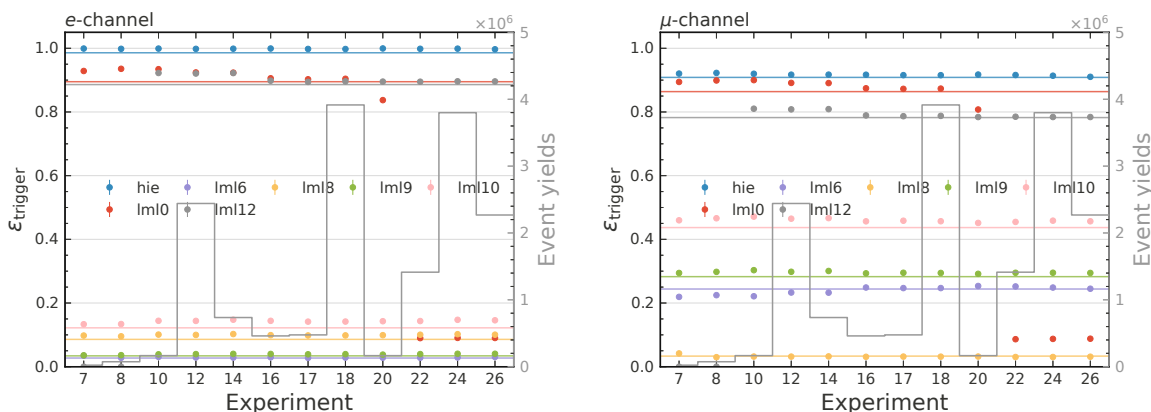 e-channel
×10⁶
1.0
0.8
0.6
0.4
0.2
0.0
ε_trigger
hie lml6 lml8 lml9 lml10
lml0 lml12
5
4
3
2
1
0
Event yields
7 8 10 12 14 16 17 18 20 22 24 26
Experiment
μ-channel
×10⁶
1.0
0.8
0.6
0.4
0.2
0.0
ε_trigger
hie lml6 lml8 lml9 lml10
lml0 lml12
5
4
3
2
1
0
Event yields
7 8 10 12 14 16 17 18 20 22 24 26
Experiment